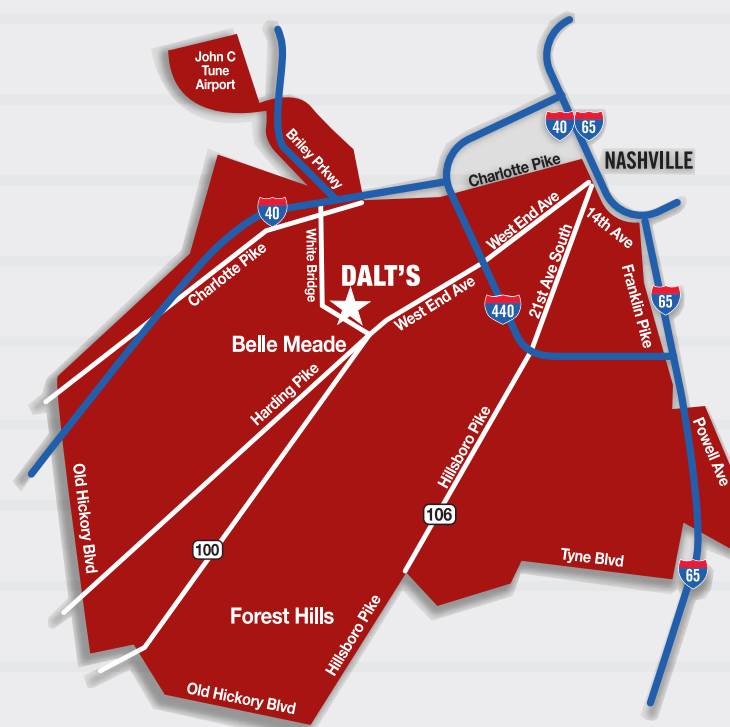 John C
Tune
Airport
Briley Prkwy
40
65
Charlotte Pike
NASHVILLE
40
West End Ave
14th Ave
White Bridge
Charlotte Pike
21st Ave South
DALT'S
Franklin Pike
65
440
West End Ave
Belle Meade
Harding Pike
Hillsboro Pike
Powell Ave
Old Hickory Blvd
106
100
Tyne Blvd
65
Forest Hills
Hillsboro Pike
Old Hickory Blvd